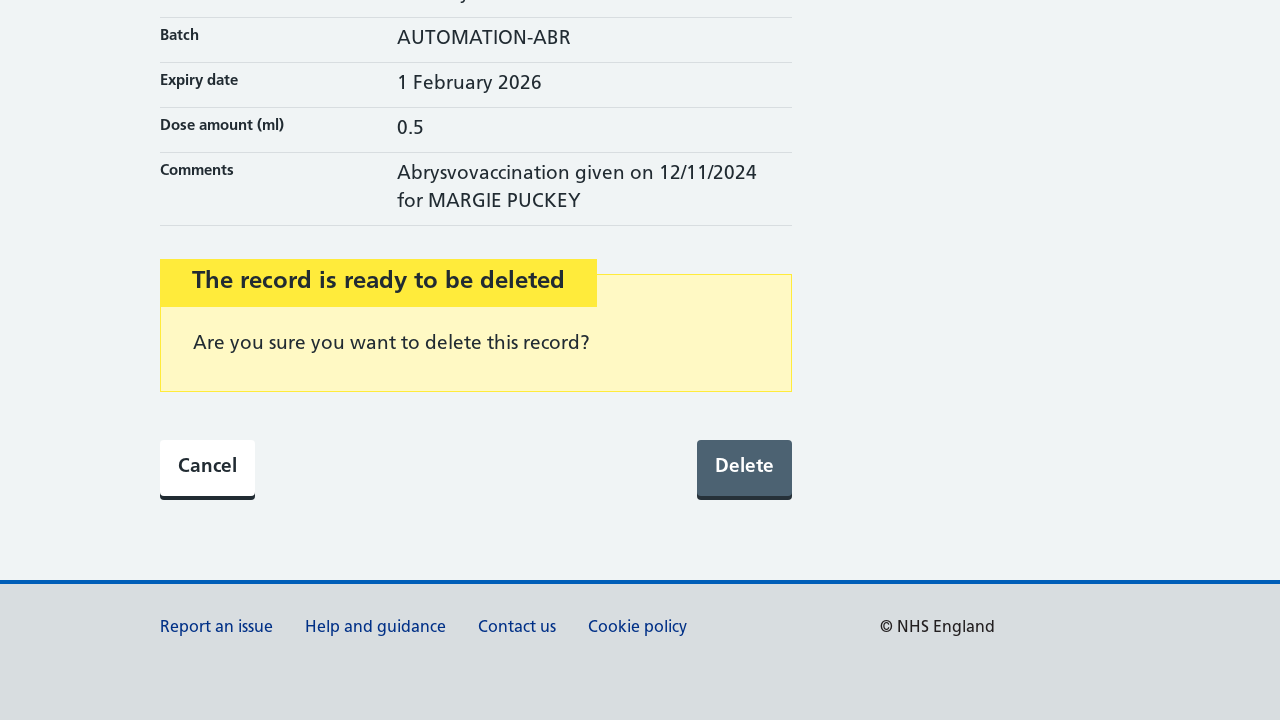 Batch
AUTOMATION-ABR
Expiry date
1 February 2026
Dose amount (ml)
0.5
Comments
Abrysvovaccination given on 12/11/2024
for MARGIE PUCKEY
The record is ready to be deleted
Are you sure you want to delete this record?
Cancel
Delete
Report an issue
Help and guidance
Contact us
Cookie policy
© NHS England